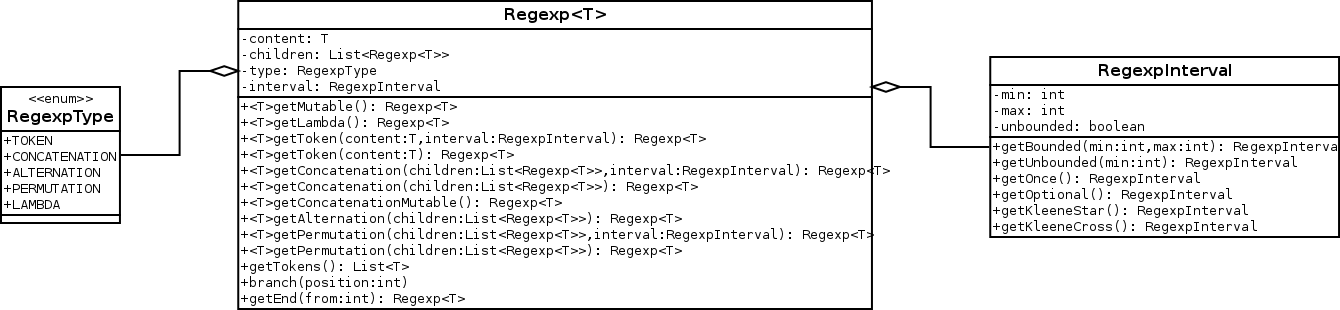 <<enum>>
RegexpType
+TOKEN
+CONCATENATION
+ALTERNATION
+PERMUTATION
+LAMBDA
Regexp<T>
-content: T
-children: List<Regexp<T>>
-type: RegexpType
-interval: RegexpInterval
+<T>getMutable(): Regexp<T>
+<T>getLambda(): Regexp<T>
+<T>getToken(content:T,interval:RegexpInterval): Regexp<T>
+<T>getToken(content:T): Regexp<T>
+<T>getConcatenation(children:List<Regexp<T>>,interval:RegexpInterval): Regexp<T>
+<T>getConcatenation(children:List<Regexp<T>>): Regexp<T>
+<T>getConcatenationMutable(): Regexp<T>
+<T>getAlternation(children:List<Regexp<T>>): Regexp<T>
+<T>getPermutation(children:List<Regexp<T>>,interval:RegexpInterval): Regexp<T>
+<T>getPermutation(children:List<Regexp<T>>): Regexp<T>
+getTokens(): List<T>
+branch(position:int)
+getEnd(from:int): Regexp<T>
RegexpInterval
-min: int
-max: int
-unbounded: boolean
+getBounded(min:int,max:int): RegexpInterva
+getUnbounded(min:int): RegexpInterval
+getOnce(): RegexpInterval
+getOptional(): RegexpInterval
+getKleeneStar(): RegexpInterval
+getKleeneCross(): RegexpInterval